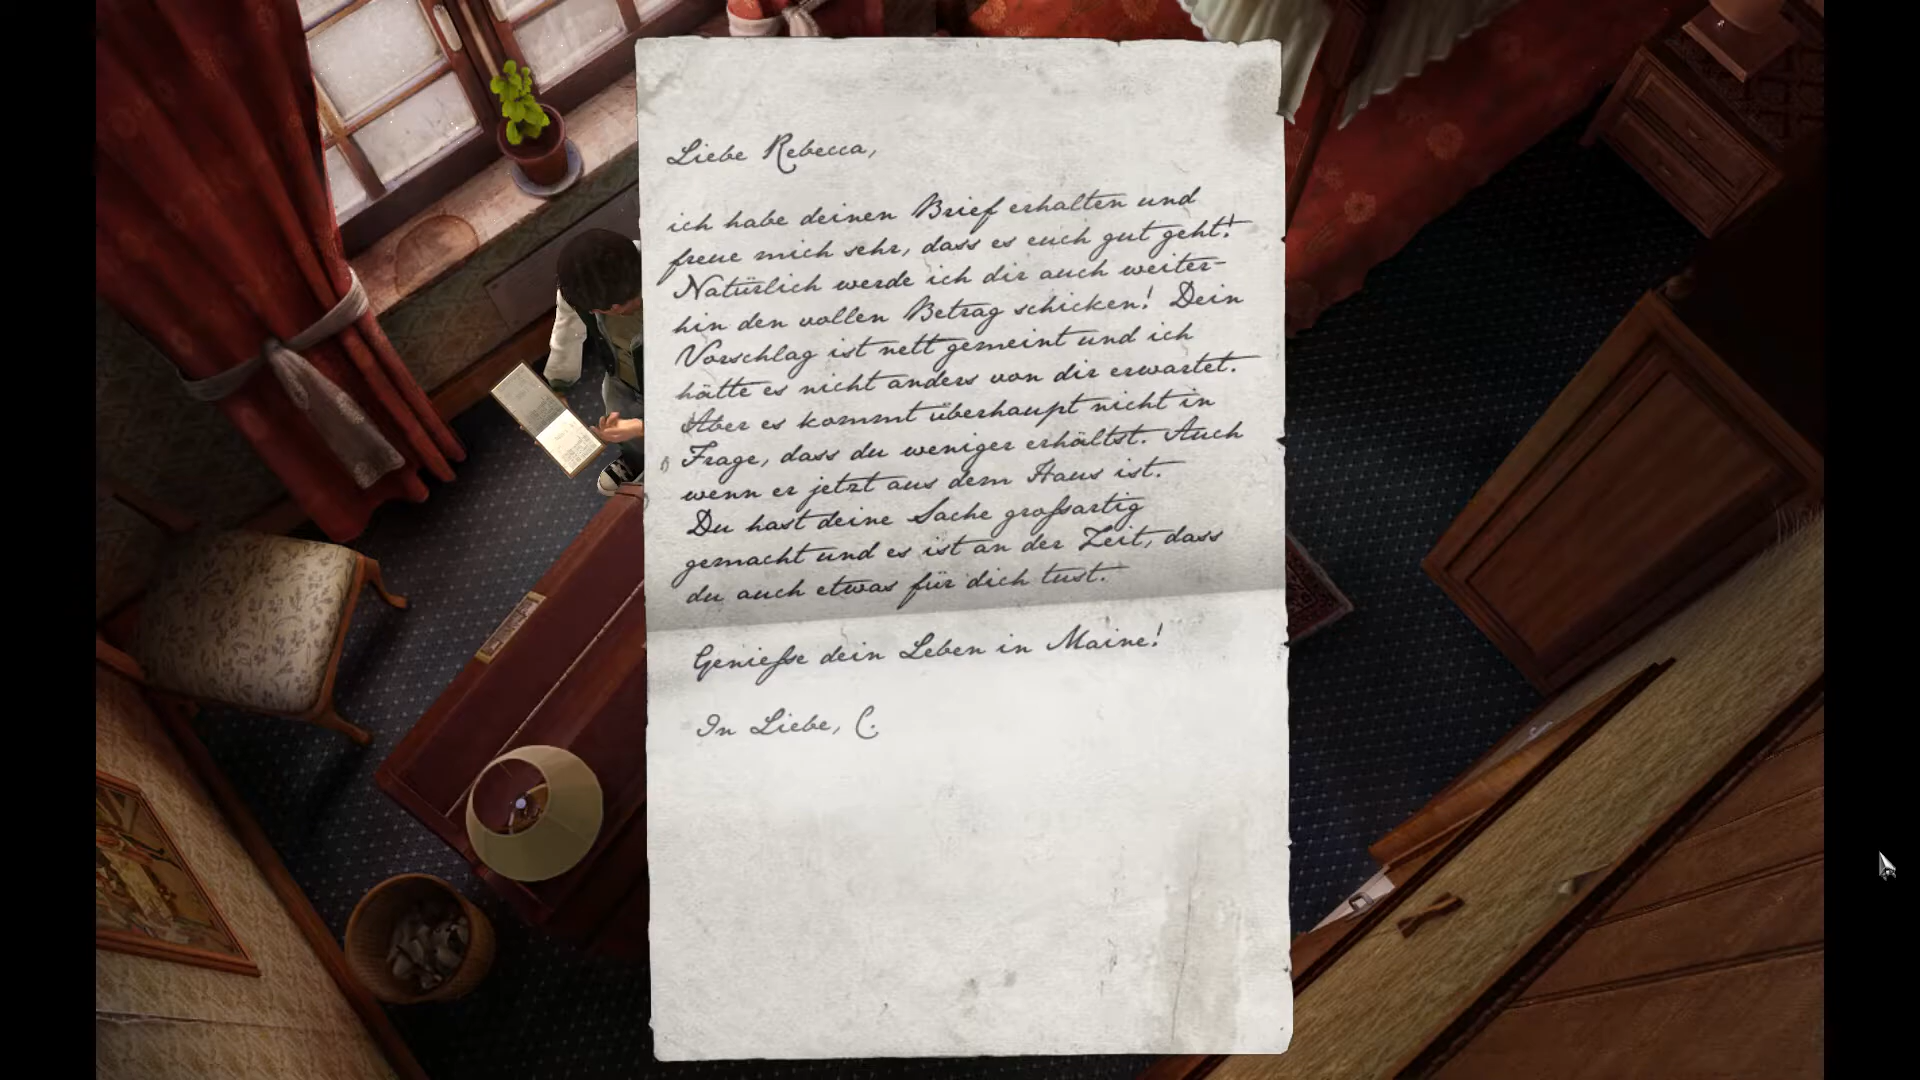 Liebe Rebecca,
ich habe deinen Brief erhalten und
freue mich sehr, dass es euch gut geht!
Natürlich werde ich dir auch weiter-
hin den vollen Betrag schicken! Dein
Vorschlag ist nett gemeint und ich
hätte es nicht anders von dir erwartet.
Aber es kommt überhaupt nicht in
Frage, dass du weniger erhältst. Auch
wenn er jetzt aus dem Haus ist.
Du hast deine Sache großartig
gemacht und es ist an der Zeit, dass
du auch etwas für dich tust.
Genieße dein Leben in Maine!
In Liebe, C.